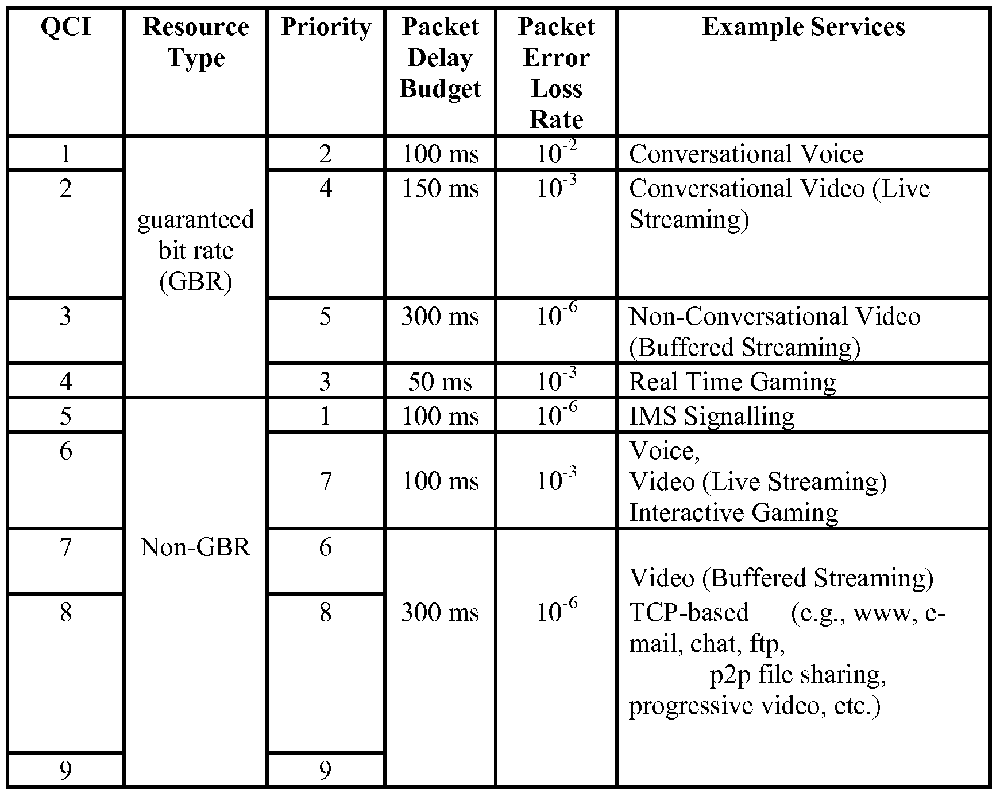 QCI
Resource
Type
Priority
Packet
Delay
Budget
Packet
Error
Loss
Rate
Example Services
1
guaranteed
bit rate
(GBR)
2
100 ms
10-2
Conversational Voice
2
4
150 ms
10-3
Conversational Video (Live
Streaming)
3
5
300 ms
10-6
Non-Conversational Video
(Buffered Streaming)
4
3
50 ms
10-3
Real Time Gaming
5
Non-GBR
1
100 ms
10-6
IMS Signalling
6
7
100 ms
10-3
Voice,
Video (Live Streaming)
Interactive Gaming
7
6
300 ms
10-6
Video (Buffered Streaming)
TCP-based (e.g., www, e-
mail, chat, ftp,
p2p file sharing,
progressive video, etc.)
8
8
9
9